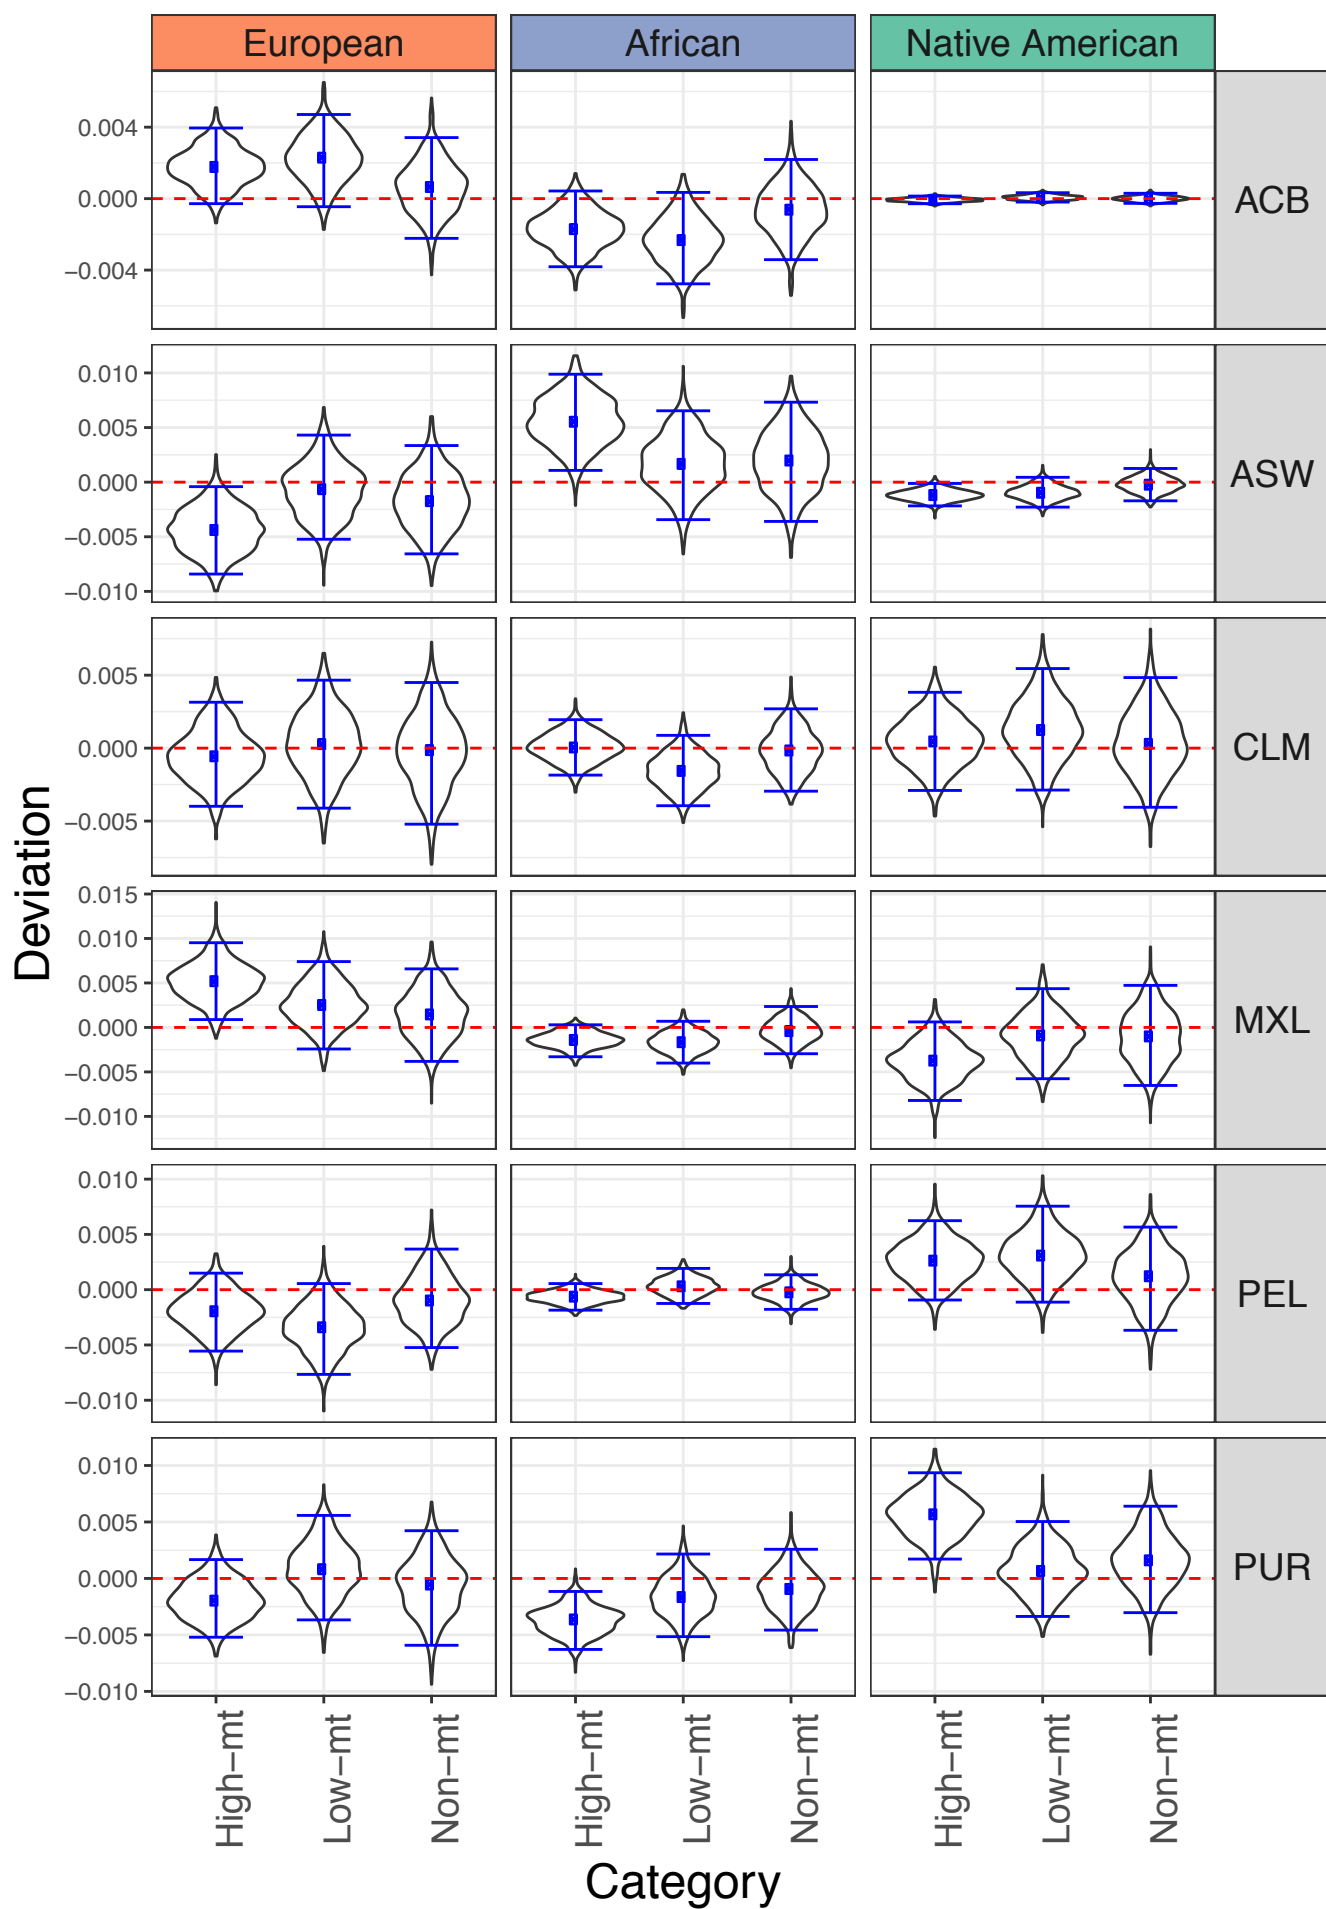 European African Native American
0.004
0.000
−0.004
ACB
0.010
0.005
0.000
−0.005
−0.010
ASW
0.005
0.000
−0.005
CLM
0.015
0.010
0.005
0.000
−0.005
−0.010
MXL
0.010
0.005
0.000
−0.005
−0.010
PEL
0.010
0.005
0.000
−0.005
−0.010
PUR
Deviation
High−mt Low−mt Non−mt High−mt Low−mt Non−mt High−mt Low−mt Non−mt
Category